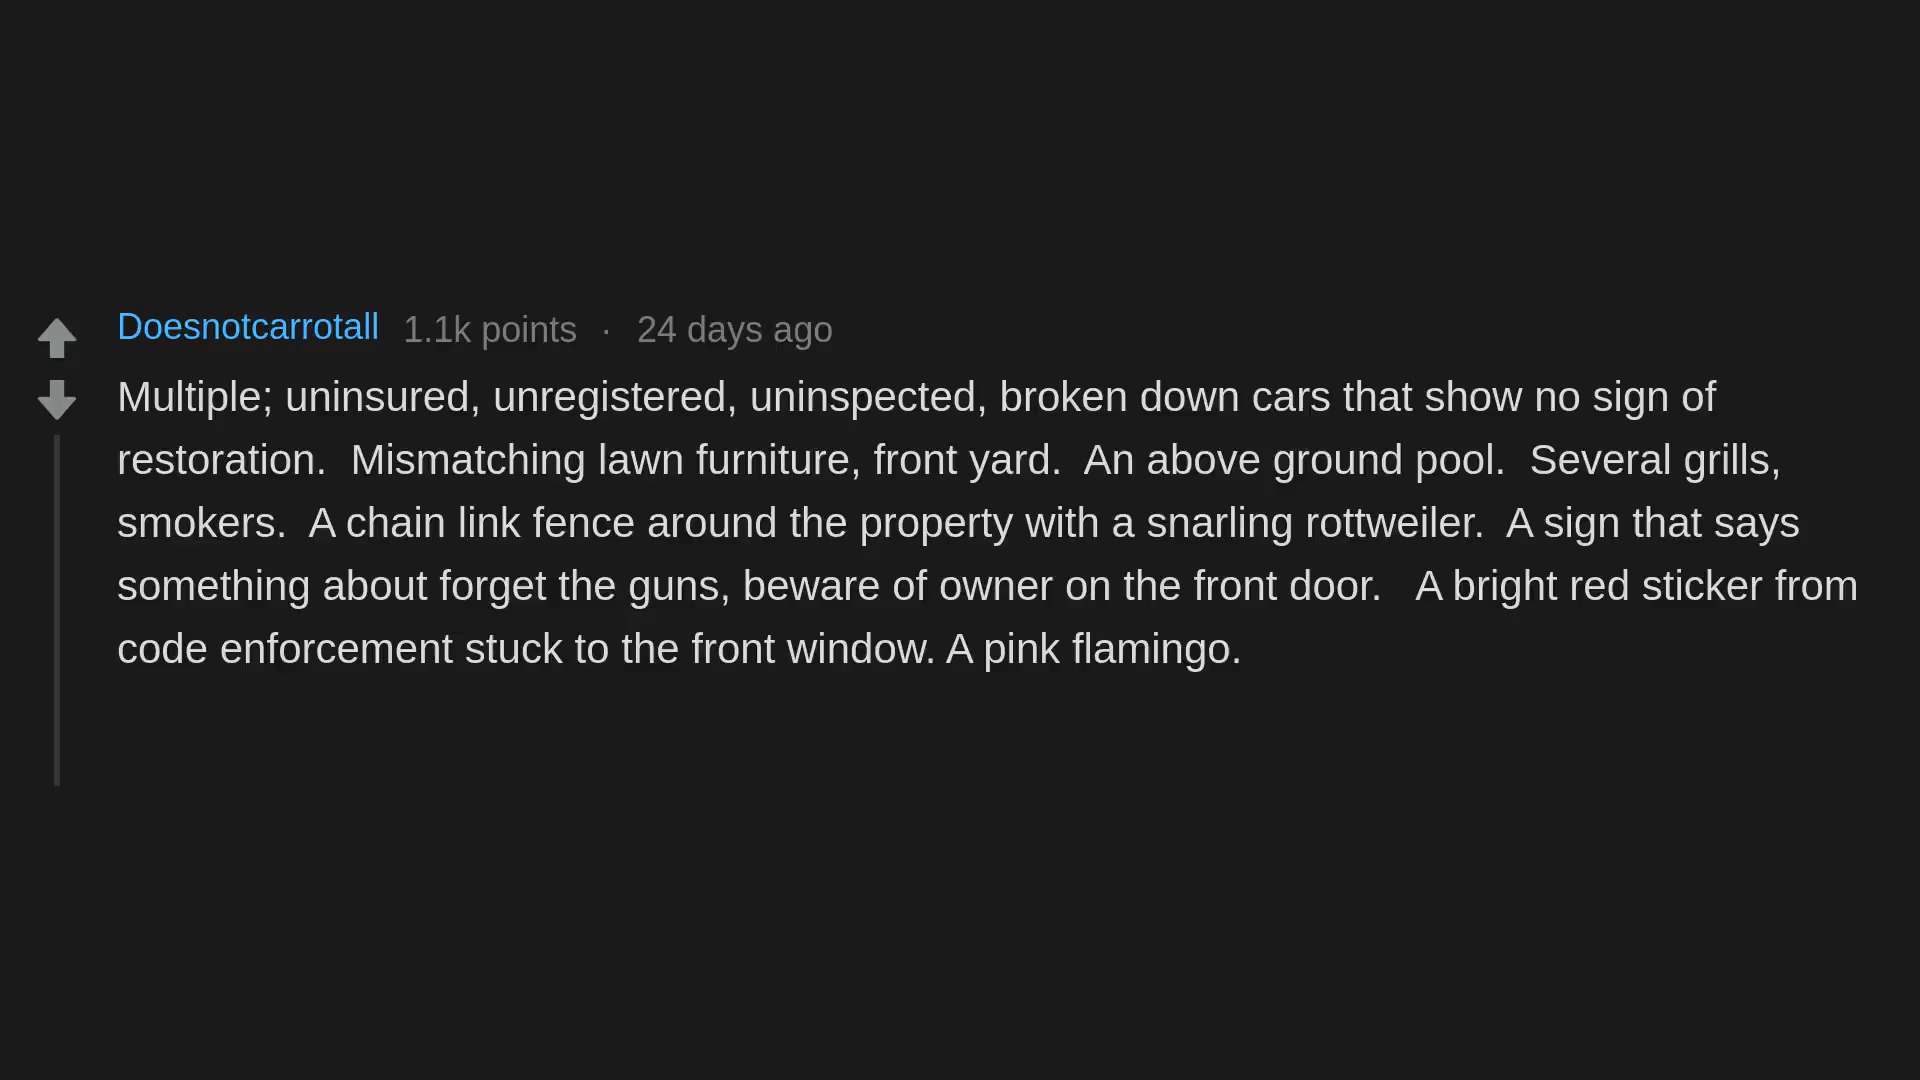 Doesnotcarrotall 1.1k points · 24 days ago
Multiple; uninsured, unregistered, uninspected, broken down cars that show no sign of
restoration.  Mismatching lawn furniture, front yard.  An above ground pool.  Several grills,
smokers.  A chain link fence around the property with a snarling rottweiler.  A sign that says
something about forget the guns, beware of owner on the front door.   A bright red sticker from
code enforcement stuck to the front window. A pink flamingo.